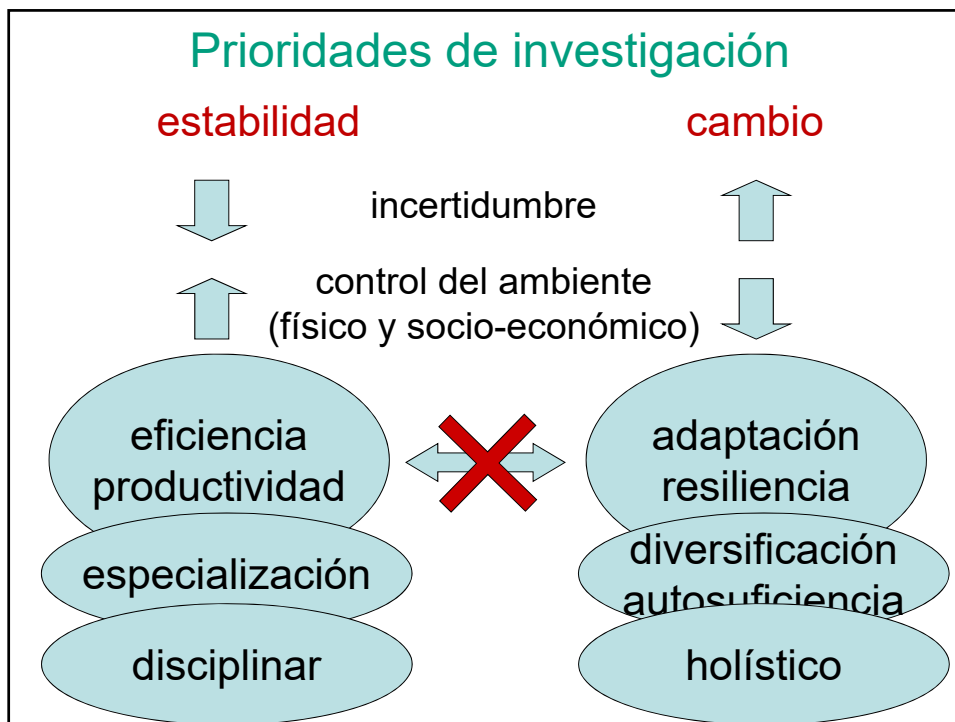 Prioridades de investigación
estabilidad
cambio
incertidumbre
control del ambiente
(físico y socio-económico)
eficiencia
productividad
adaptación
resiliencia
especialización
diversificación
autosuficiencia
disciplinar
holístico